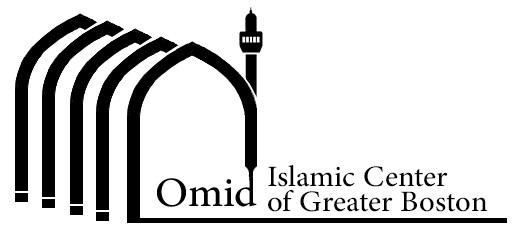 Omid
Islamic Center
of Greater Boston